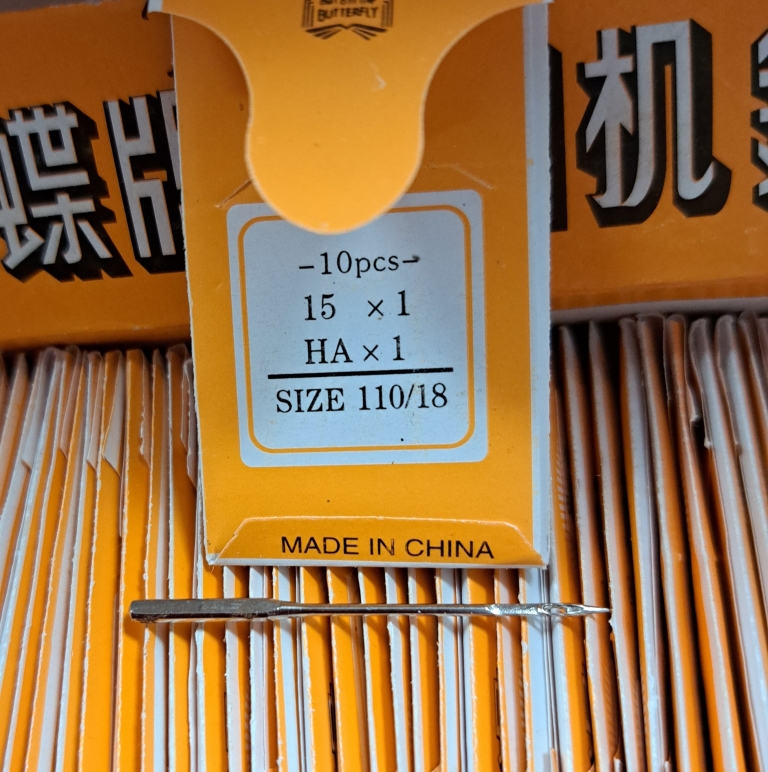 BUTTERFLY
蝶牌
机
-10pcs-
15 ×1
HA×1
SIZE 110/18
MADE IN CHINA